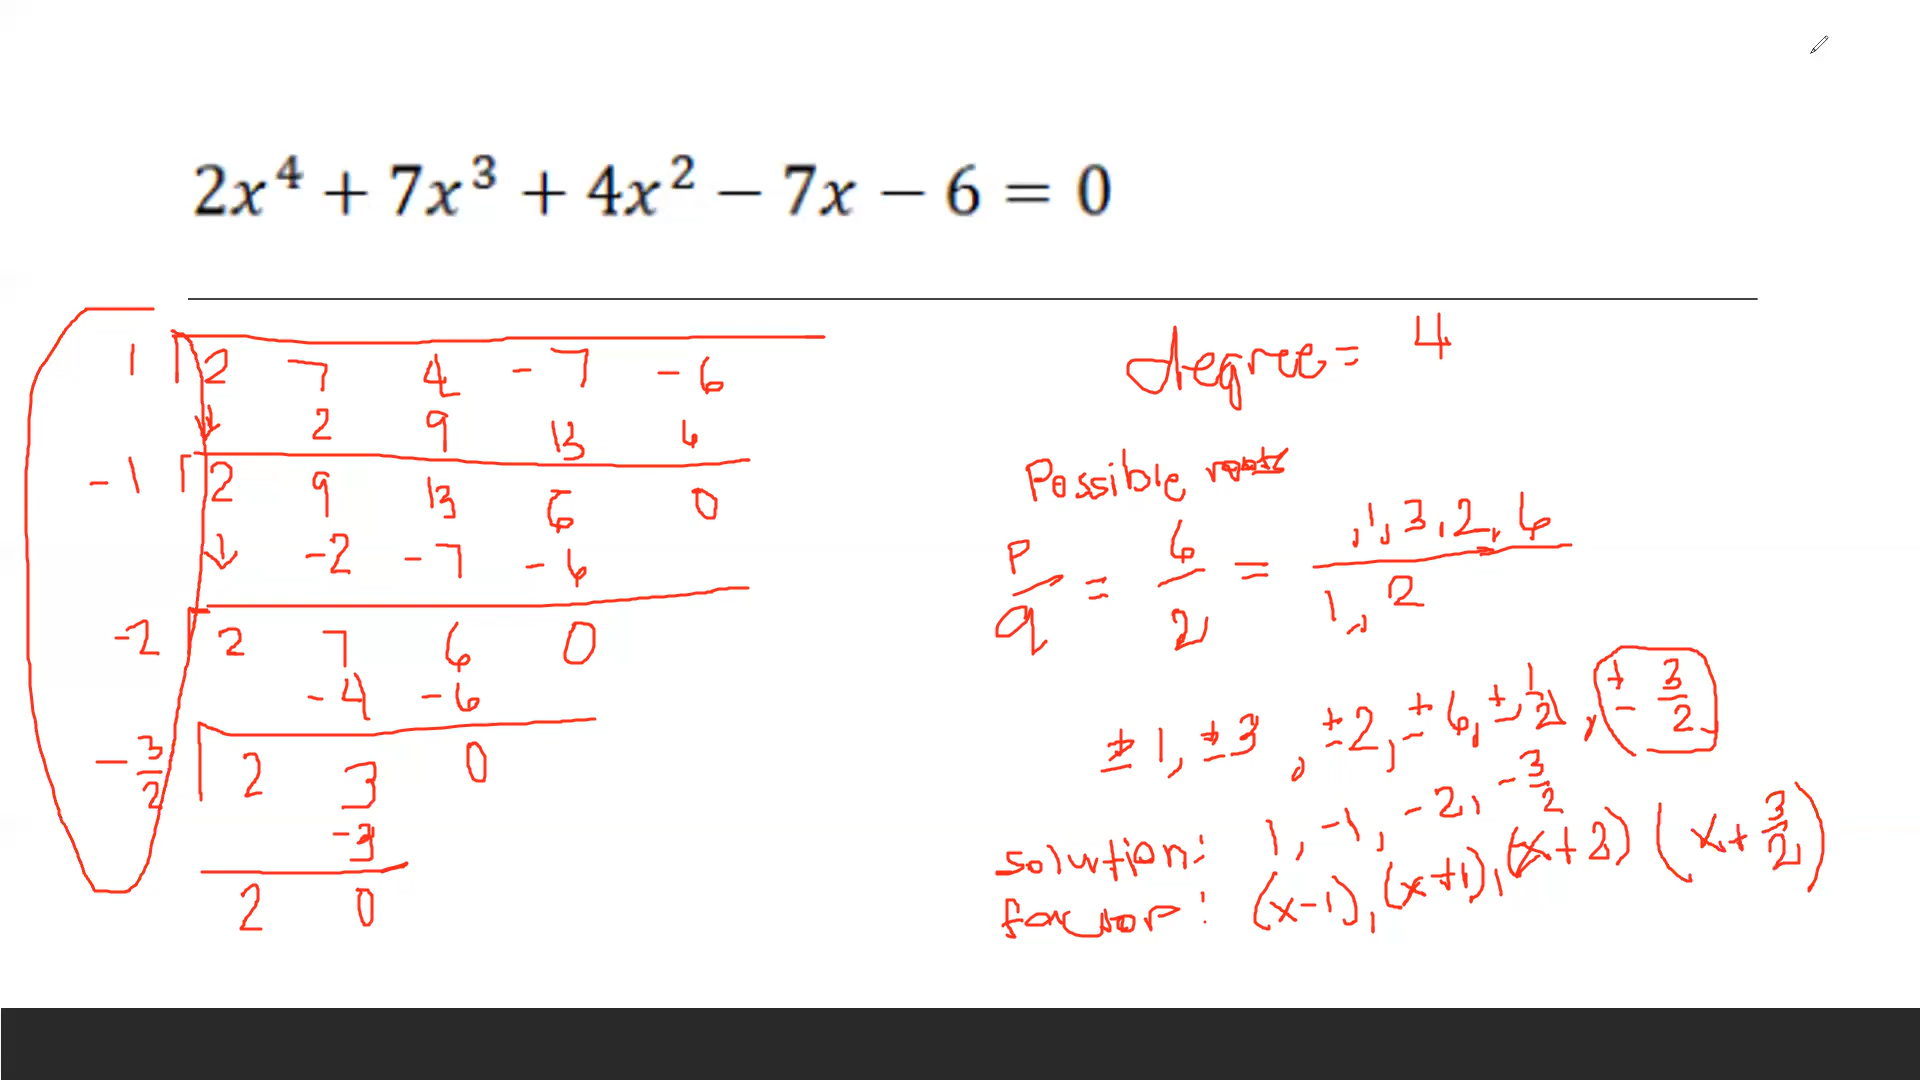 2x⁴ + 7x³ + 4x² − 7x − 6 = 0
1 2 7 4 -7 -6
2 9 13 6
-1 2 9 13 6 0
-2 -7 -6
-2 2 7 6 0
-4 -6
-3/2 2 3 0
-3
2 0
degree = 4
Possible roots
P/q = 6/2 = ,1,3,2,6/1,2
±1, ±3, ±2, ±6, ±1/2, ±3/2
solution: 1, -1, -2, -3/2
factor: (x-1), (x+1), (x+2) (x+3/2)